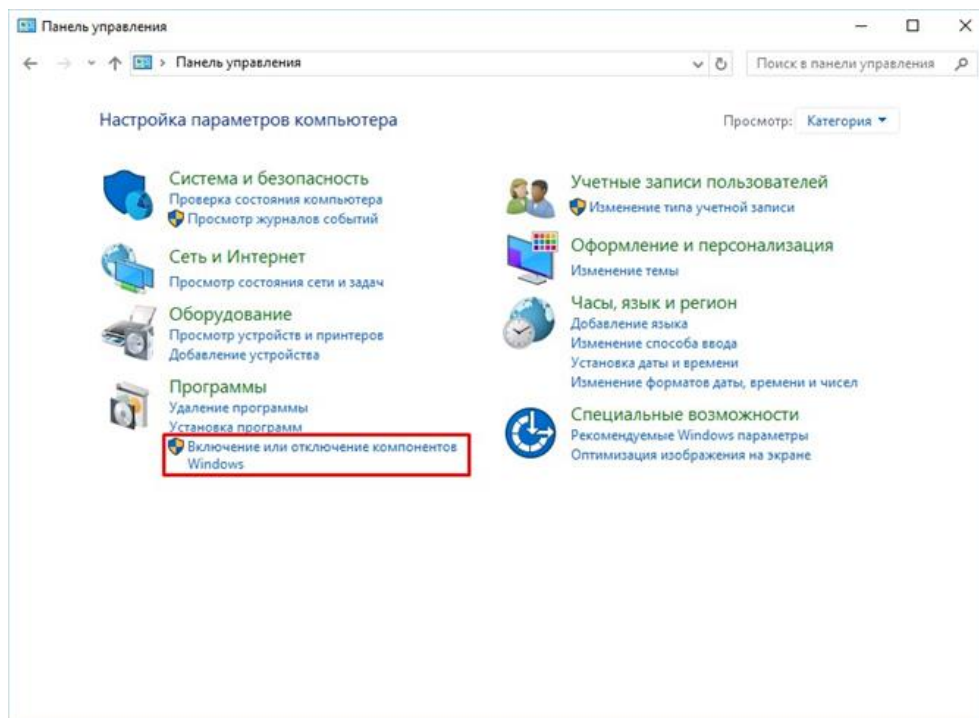 Панель управления
Панель управления
Поиск в панели управления
Настройка параметров компьютера
Просмотр: Категория
Система и безопасность
Проверка состояния компьютера
Просмотр журналов событий
Сеть и Интернет
Просмотр состояния сети и задач
Оборудование
Просмотр устройств и принтеров
Добавление устройства
Программы
Удаление программы
Установка программ
Включение или отключение компонентов
Windows
Учетные записи пользователей
Изменение типа учетной записи
Оформление и персонализация
Изменение темы
Часы, язык и регион
Добавление языка
Изменение способа ввода
Установка даты и времени
Изменение форматов даты, времени и чисел
Специальные возможности
Рекомендуемые Windows параметры
Оптимизация изображения на экране